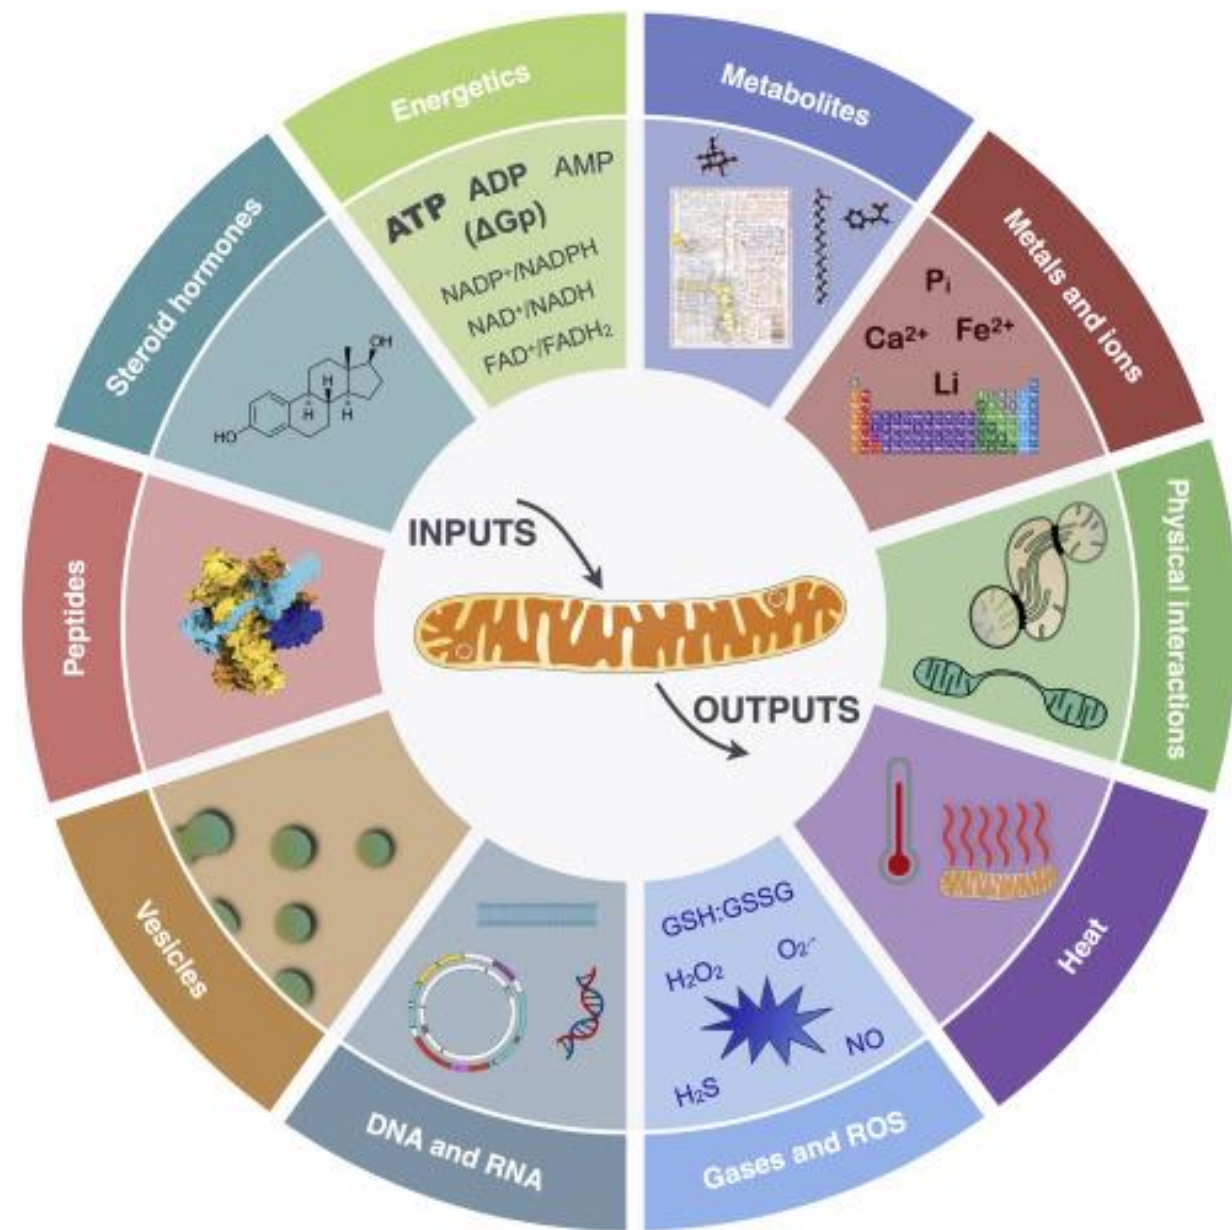 Energetics
ATP ADP AMP
(ΔGp)
NADP⁺/NADPH
NAD⁺/NADH
FAD⁺/FADH₂
Metabolites
Metals and ions
Pᵢ
Ca²⁺ Fe²⁺
Li
Physical interactions
Heat
Gases and ROS
GSH:GSSG
H₂O₂ O₂·⁻
NO
H₂S
DNA and RNA
Vesicles
Peptides
Steroid hormones
OH
H
H H
HO
INPUTS
OUTPUTS